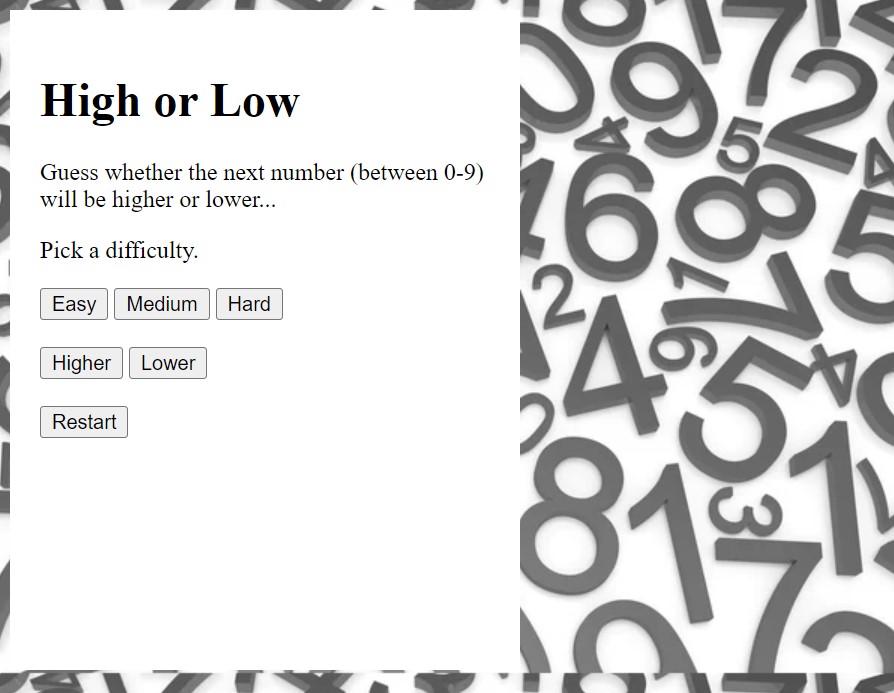 High or Low
Guess whether the next number (between 0-9)
will be higher or lower...
Pick a difficulty.
Easy Medium Hard
Higher Lower
Restart